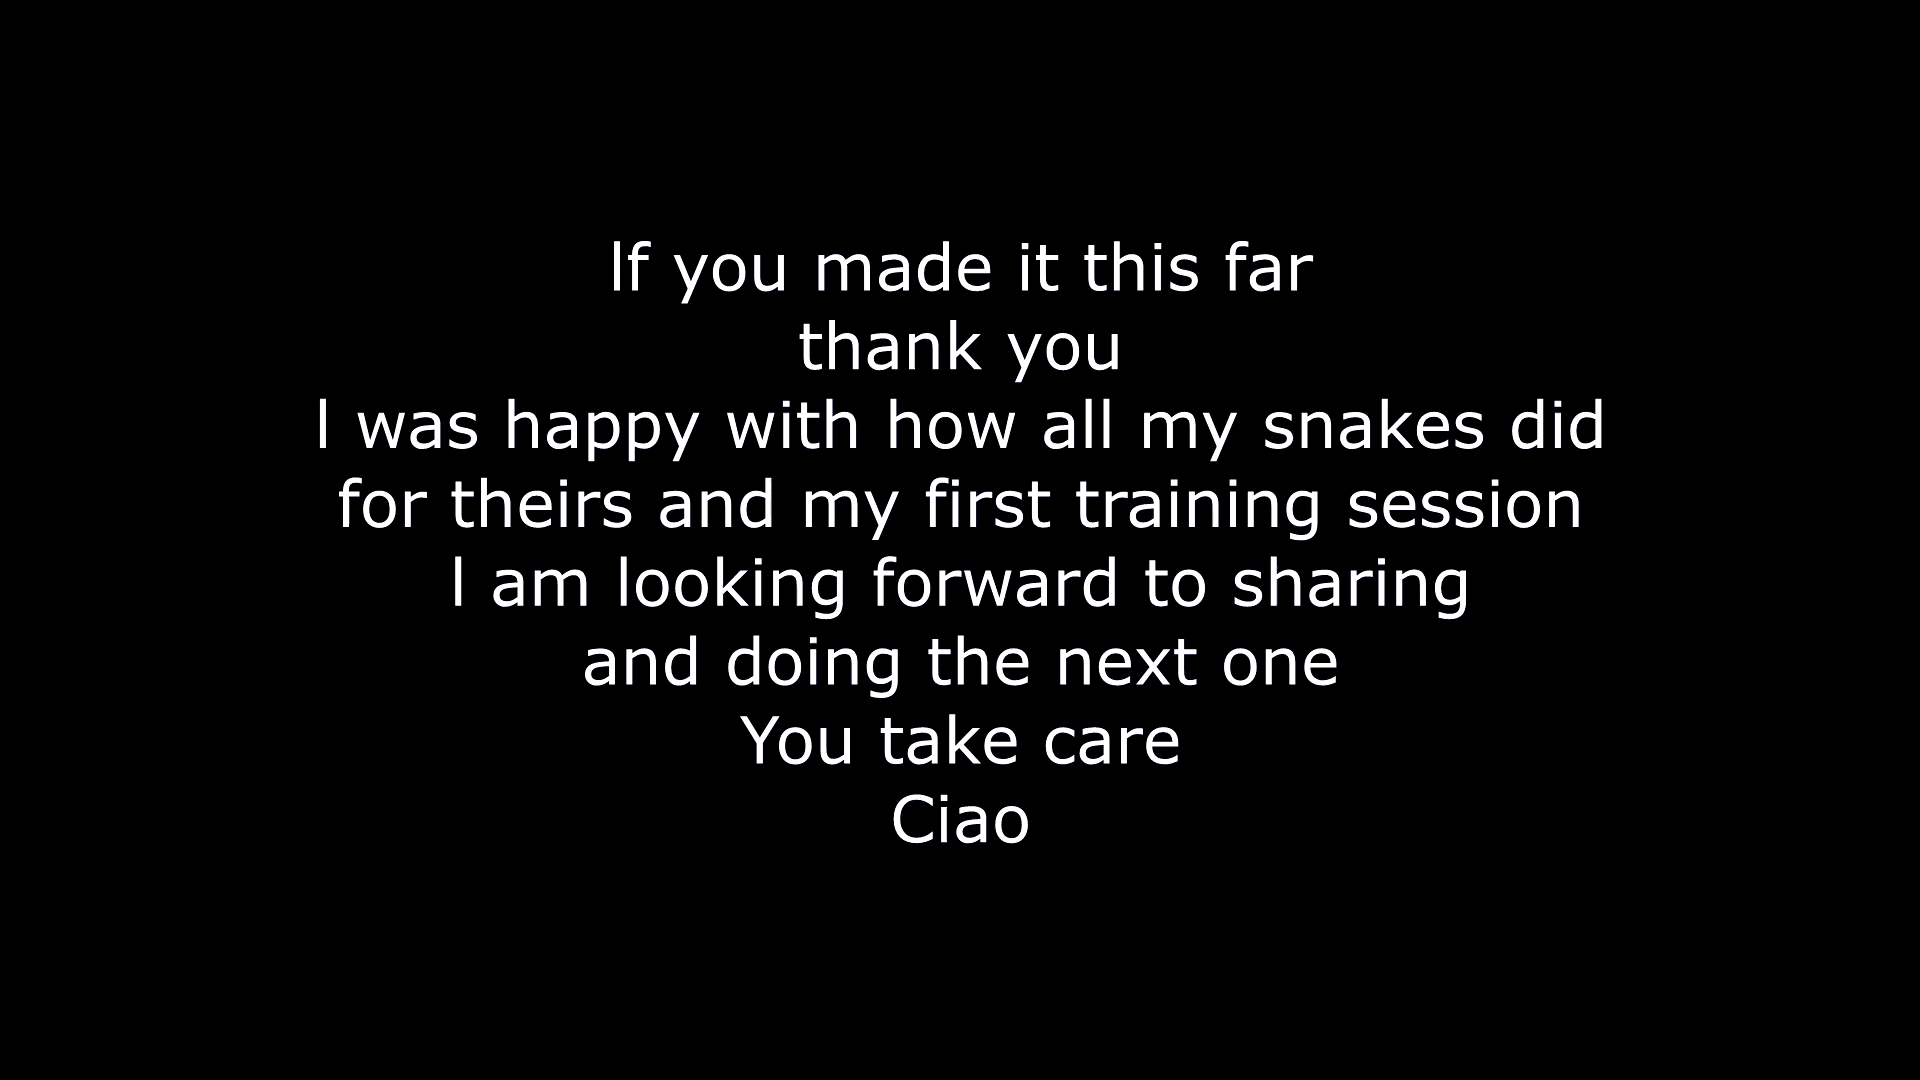 If you made it this far
thank you
I was happy with how all my snakes did
for theirs and my first training session
I am looking forward to sharing
and doing the next one
You take care
Ciao